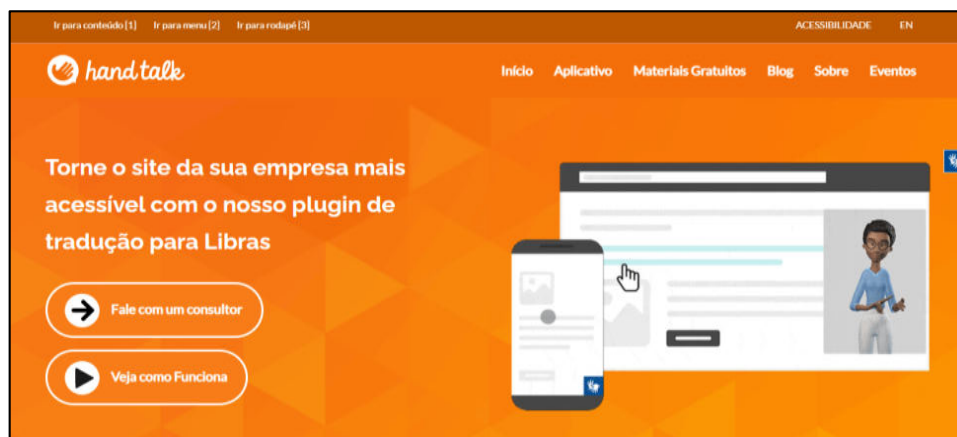 Ir para conteúdo [1] Ir para menu [2] Ir para rodapé [3] ACESSIBILIDADE EN
hand talk Início Aplicativo Materiais Gratuitos Blog Sobre Eventos
Torne o site da sua empresa mais
acessível com o nosso plugin de
tradução para Libras
Fale com um consultor
Veja como Funciona